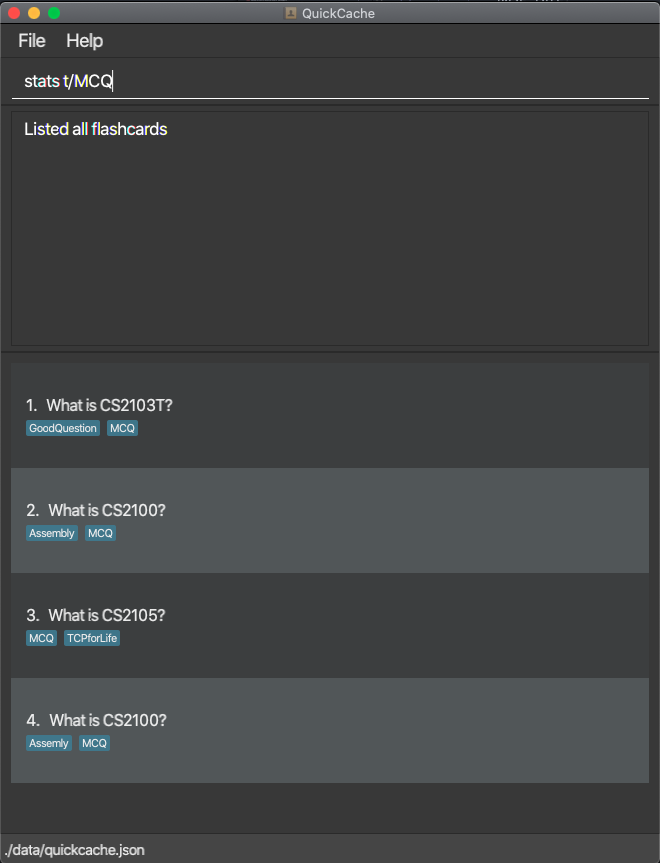 QuickCache
File Help
stats t/MCQ
Listed all flashcards
1. What is CS2103T?
GoodQuestion MCQ
2. What is CS2100?
Assembly MCQ
3. What is CS2105?
MCQ TCPforLife
4. What is CS2100?
Assemly MCQ
./data/quickcache.json